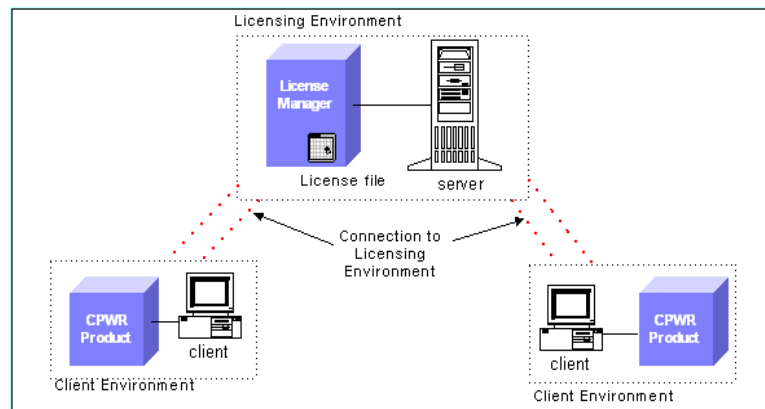 Licensing Environment
License
Manager
License file
server
Connection to
Licensing
Environment
CPWR
Product
client
Client Environment
CPWR
Product
client
Client Environment